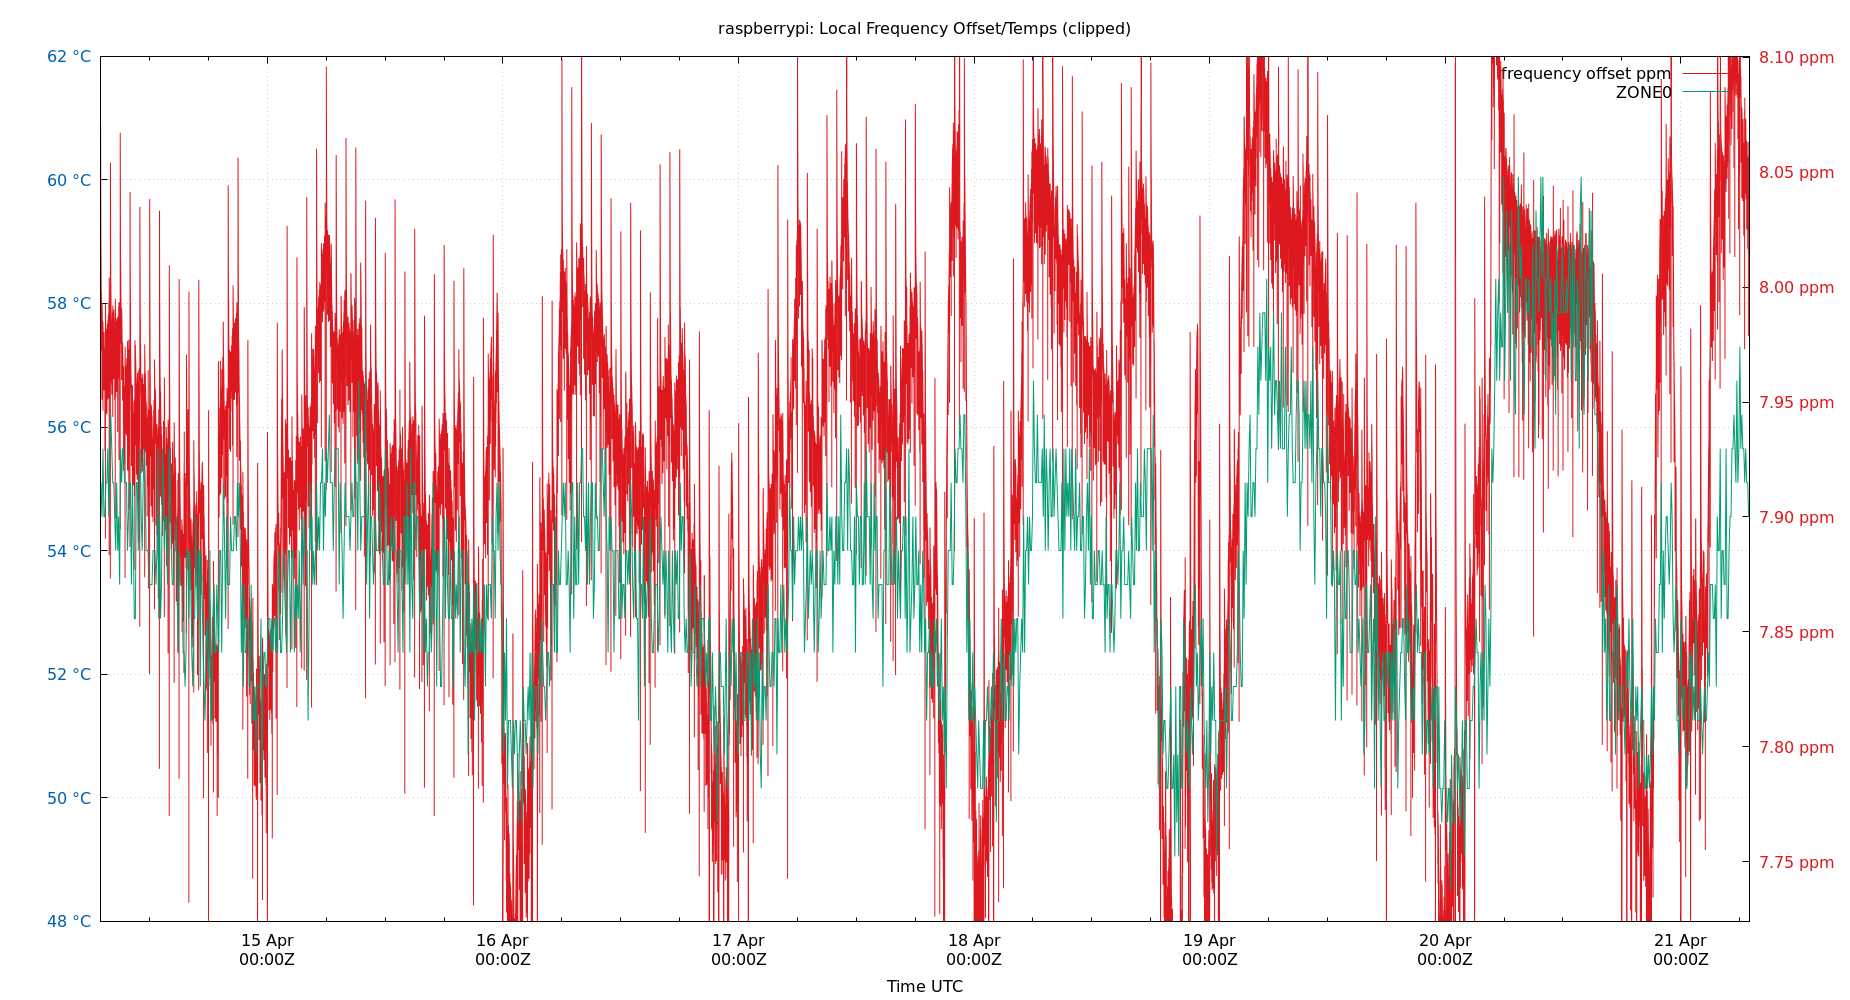 raspberrypi: Local Frequency Offset/Temps (clipped)
62 °C
60 °C
58 °C
56 °C
54 °C
52 °C
50 °C
48 °C
8.10 ppm
8.05 ppm
8.00 ppm
7.95 ppm
7.90 ppm
7.85 ppm
7.80 ppm
7.75 ppm
frequency offset ppm
ZONE0
15 Apr
00:00Z
16 Apr
00:00Z
17 Apr
00:00Z
18 Apr
00:00Z
19 Apr
00:00Z
20 Apr
00:00Z
21 Apr
00:00Z
Time UTC